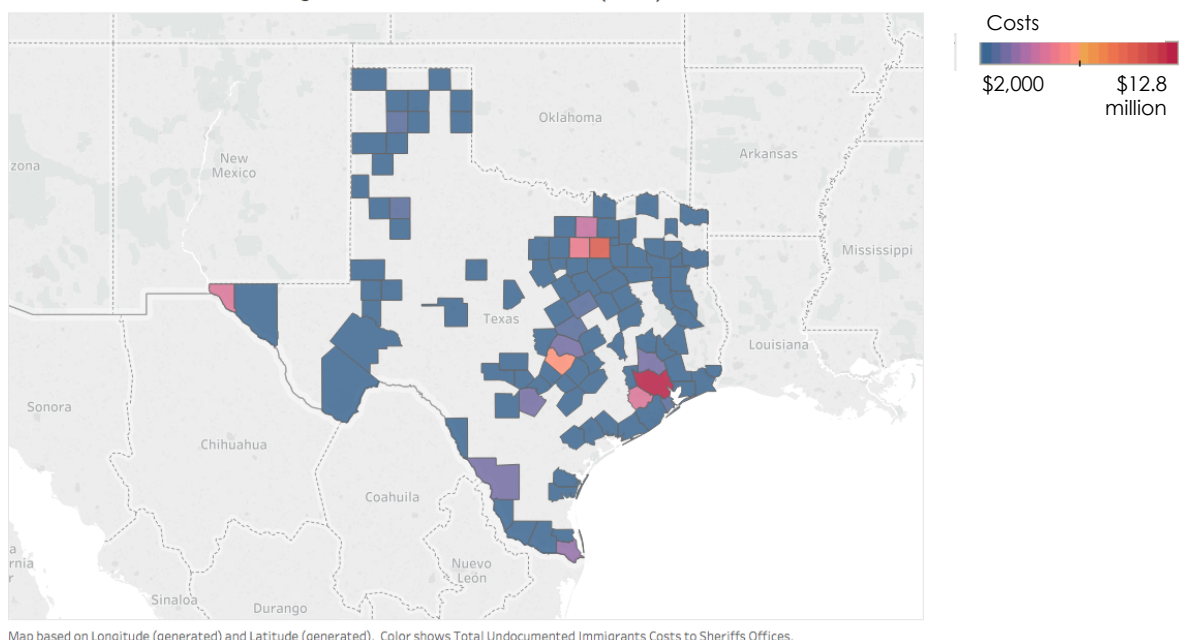 Costs
$2,000
$12.8
million
Oklahoma
Arkansas
zona
New
Mexico
Mississippi
Texas
Louisiana
Sonora
Chihuahua
Coahuila
a
rnia
r
Nuevo
León
Sinaloa
Durango
Map based on Longitude (generated) and Latitude (generated). Color shows Total Undocumented Immigrants Costs to Sheriffs Offices.